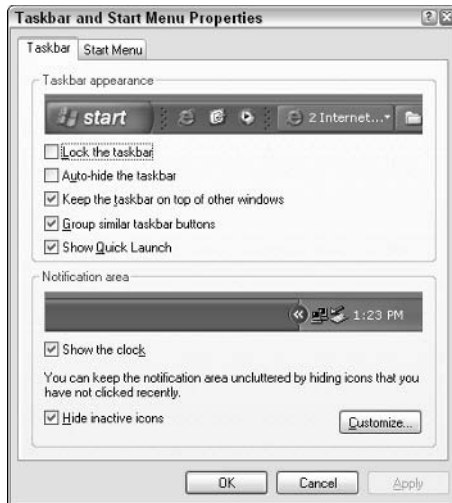 Taskbar and Start Menu Properties
Taskbar
Start Menu
Taskbar appearance
start
2 Internet...
Lock the taskbar
Auto-hide the taskbar
Keep the taskbar on top of other windows
Group similar taskbar buttons
Show Quick Launch
Notification area
1:23 PM
Show the clock
You can keep the notification area uncluttered by hiding icons that you
have not clicked recently.
Hide inactive icons
Customize...
OK
Cancel
Apply